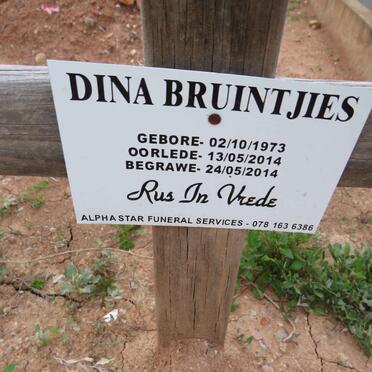 DINA BRUINTJIES
GEBORE- 02/10/1973
OORLEDE- 13/05/2014
BEGRAWE- 24/05/2014
Rus In Vrede
ALPHA STAR FUNERAL SERVICES - 078 163 6386